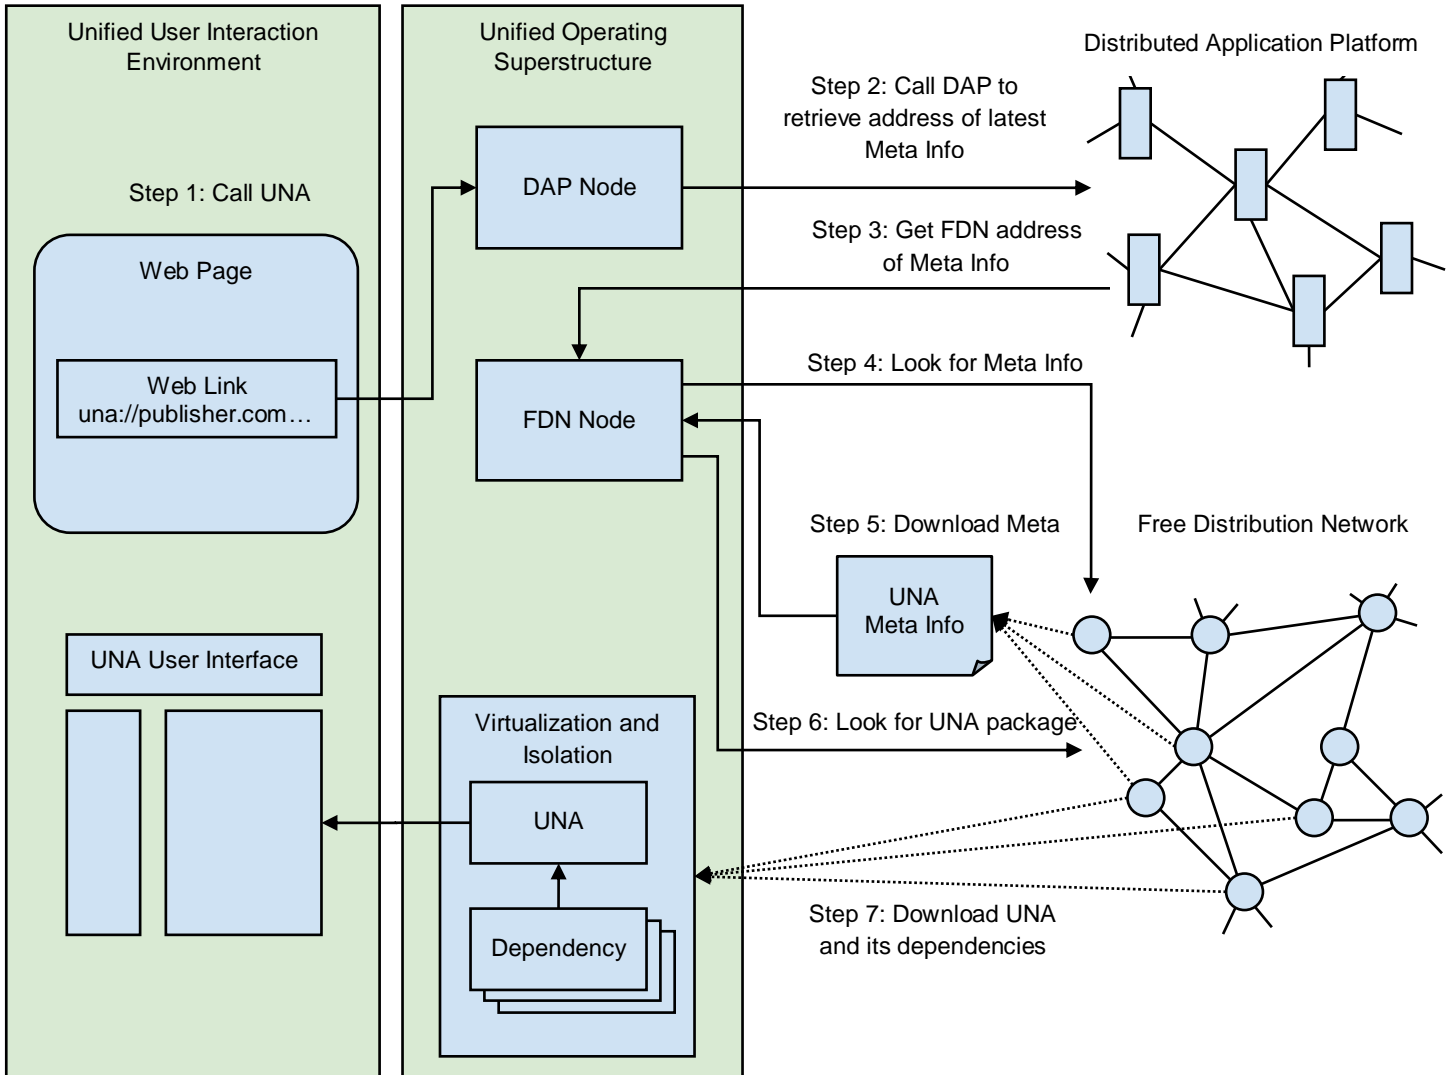 Unified User Interaction
Environment
Unified Operating
Superstructure
Distributed Application Platform
Step 2: Call DAP to
retrieve address of latest
Meta Info
DAP Node
Step 1: Call UNA
Step 3: Get FDN address
of Meta Info
Web Page
Step 4: Look for Meta Info
Web Link
una://publisher.com…
FDN Node
Step 5: Download Meta
Free Distribution Network
UNA
Meta Info
UNA User Interface
Virtualization and
Isolation
Step 6: Look for UNA package
UNA
Step 7: Download UNA
and its dependencies
Dependency